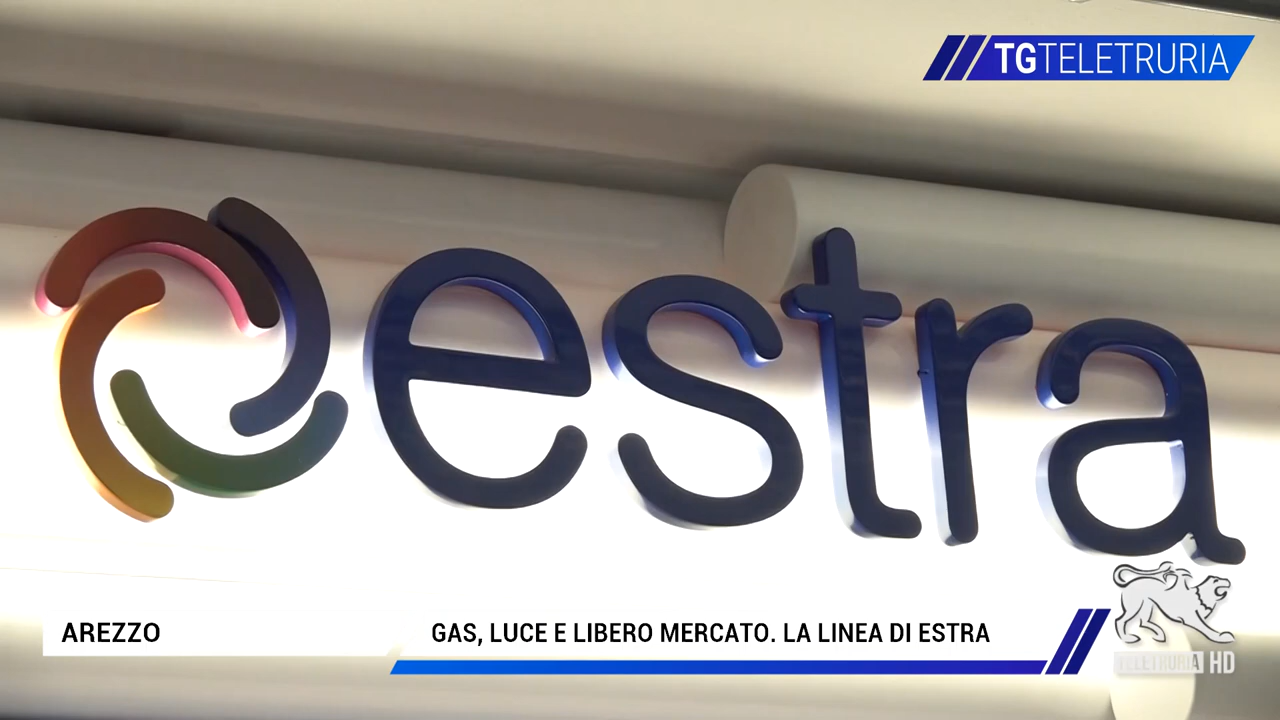 TGTELETRURIA
estra
AREZZO
GAS, LUCE E LIBERO MERCATO. LA LINEA DI ESTRA
TELETRURIA HD